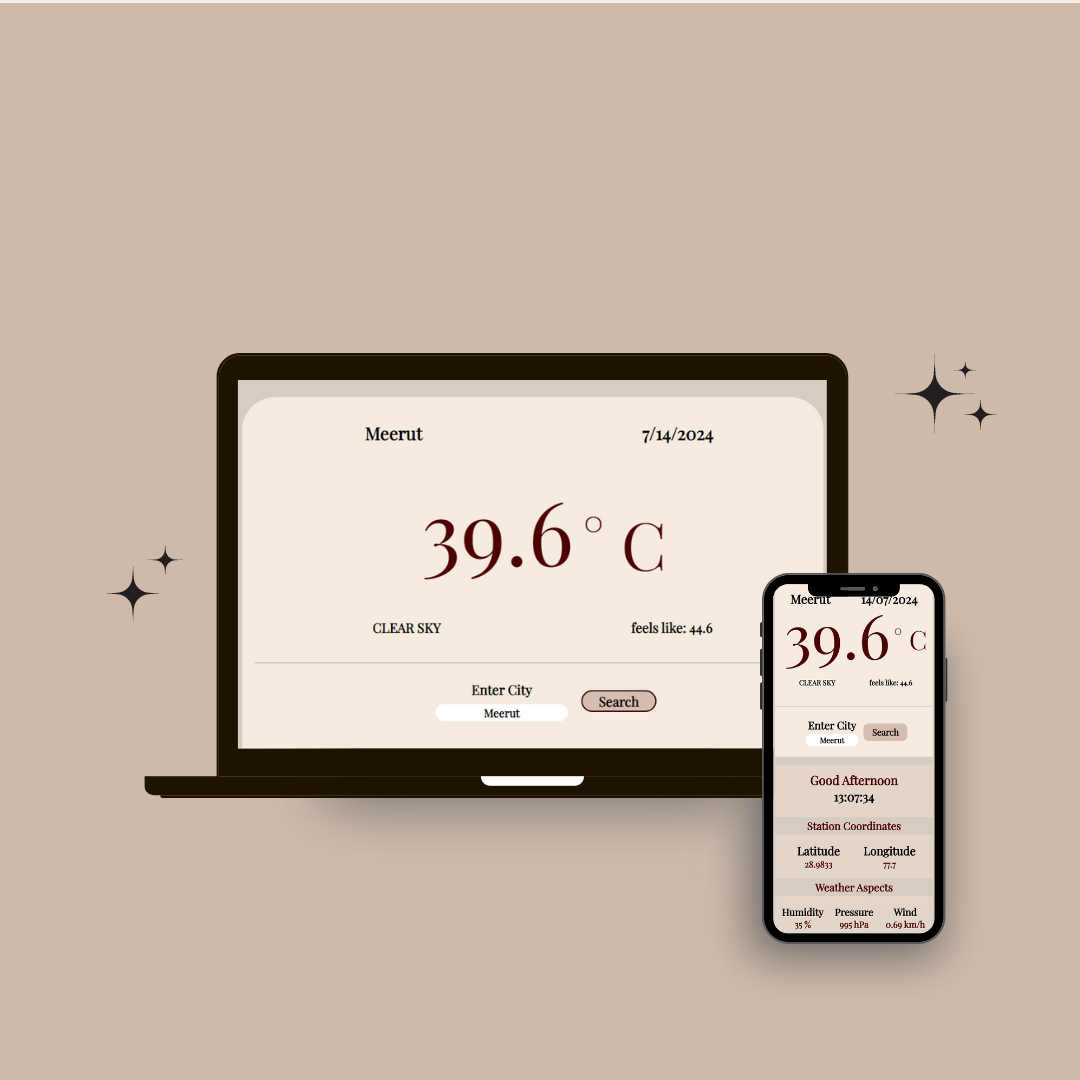 Meerut 7/14/2024
39.6° C
CLEAR SKY feels like: 44.6
Enter City
Meerut
Search
Meerut 14/07/2024
39.6° C
CLEAR SKY feels like: 44.6
Enter City
Meerut
Search
Good Afternoon
13:07:34
Station Coordinates
Latitude Longitude
28.9833 77.7
Weather Aspects
Humidity Pressure Wind
35 % 995 hPa 0.69 km/h